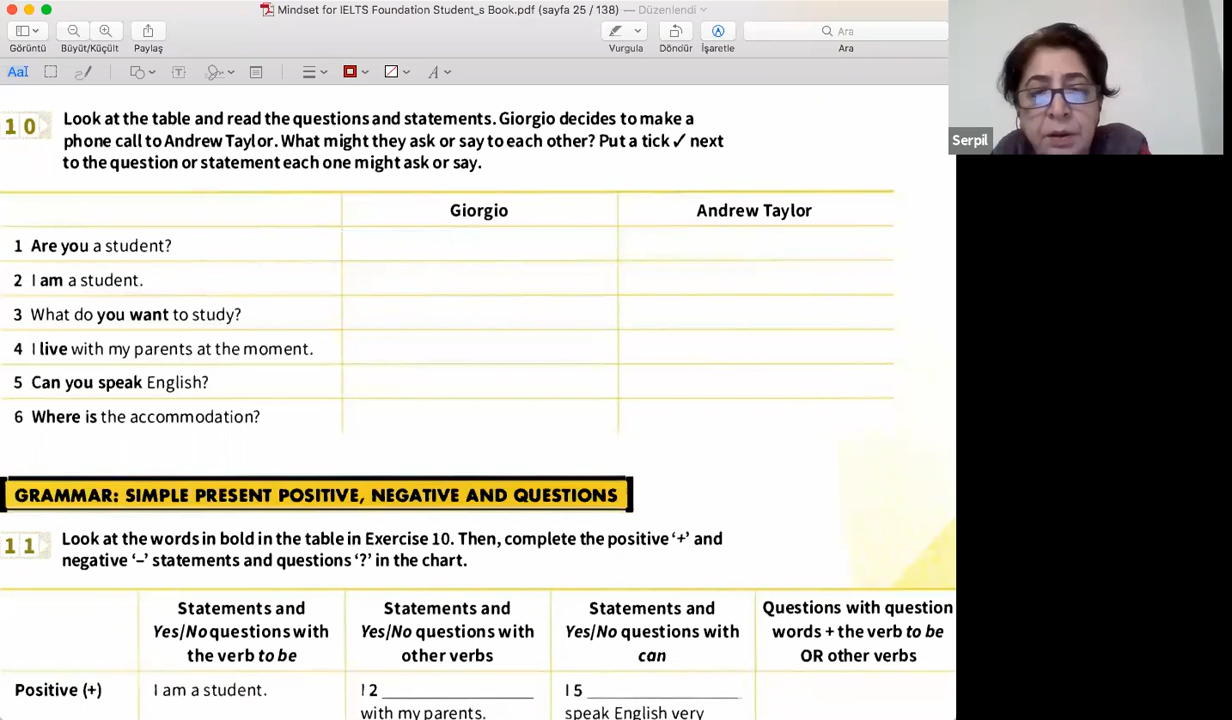 Mindset for IELTS Foundation Student_s Book.pdf (sayfa 25 / 138) — Düzenlendi
Görüntü Büyüt/Küçült Paylaş Vurgula Döndür İşaretle Ara
Ara
AaI T A
Serpil
10 Look at the table and read the questions and statements. Giorgio decides to make a
phone call to Andrew Taylor. What might they ask or say to each other? Put a tick ✓ next
to the question or statement each one might ask or say.
Giorgio Andrew Taylor
1 Are you a student?
2 I am a student.
3 What do you want to study?
4 I live with my parents at the moment.
5 Can you speak English?
6 Where is the accommodation?
GRAMMAR: SIMPLE PRESENT POSITIVE, NEGATIVE AND QUESTIONS
11 Look at the words in bold in the table in Exercise 10. Then, complete the positive ‘+’ and
negative ‘–’ statements and questions ‘?’ in the chart.
Statements and
Yes/No questions with
the verb to be
Statements and
Yes/No questions with
other verbs
Statements and
Yes/No questions with
can
Questions with question
words + the verb to be
OR other verbs
Positive (+) I am a student.
I 2 ____________
with my parents.
I 5 ____________
speak English very